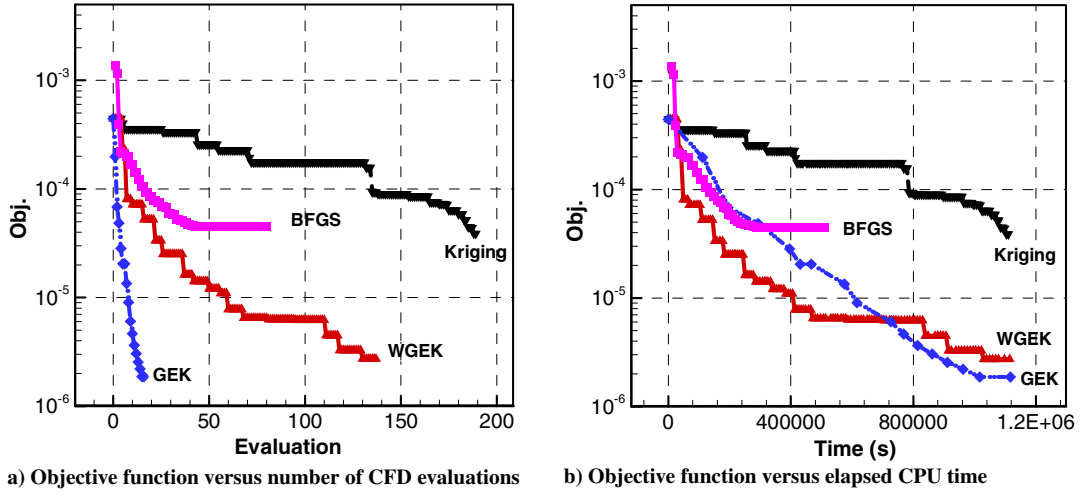 10⁻³
10⁻⁴
10⁻⁵
10⁻⁶
Obj.
BFGS
Kriging
WGEK
GEK
0 50 100 150 200
Evaluation
a) Objective function versus number of CFD evaluations
10⁻³
10⁻⁴
10⁻⁵
10⁻⁶
Obj.
BFGS
Kriging
WGEK
GEK
0 400000 800000 1.2E+06
Time (s)
b) Objective function versus elapsed CPU time